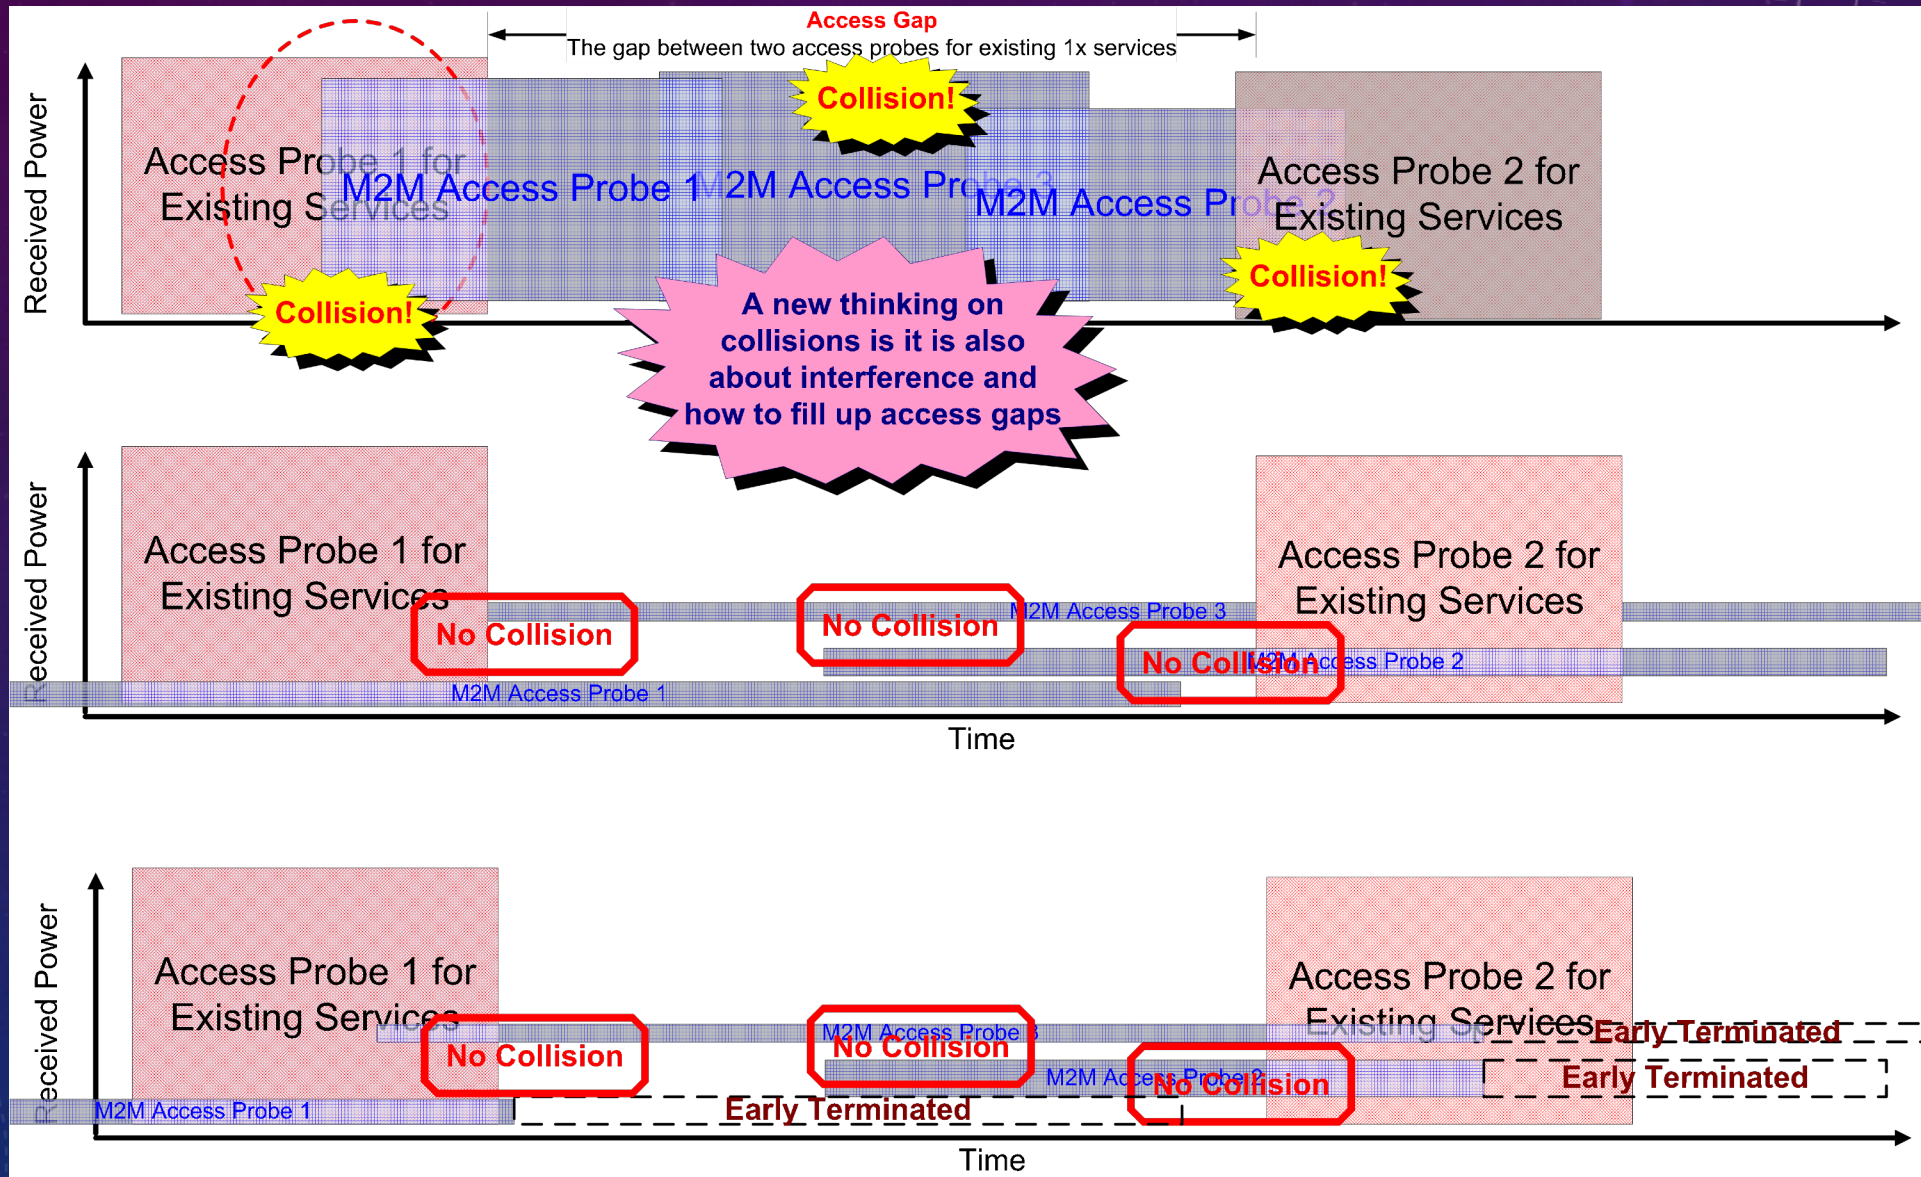 Access Gap
The gap between two access probes for existing 1x services
Received Power
Access Probe 1 for
Existing Services
M2M Access Probe 1
M2M Access Probe 3
M2M Access Probe 2
Access Probe 2 for
Existing Services
Collision!
Collision!
Collision!
A new thinking on
collisions is it is also
about interference and
how to fill up access gaps
Received Power
Access Probe 1 for
Existing Services
Access Probe 2 for
Existing Services
No Collision
No Collision
M2M Access Probe 3
No Collision
M2M Access Probe 2
M2M Access Probe 1
Time
Received Power
Access Probe 1 for
Existing Services
Access Probe 2 for
Existing Services
M2M Access Probe 3
Early Terminated
No Collision
No Collision
M2M Access Probe 2
No Collision
Early Terminated
M2M Access Probe 1
Early Terminated
Time